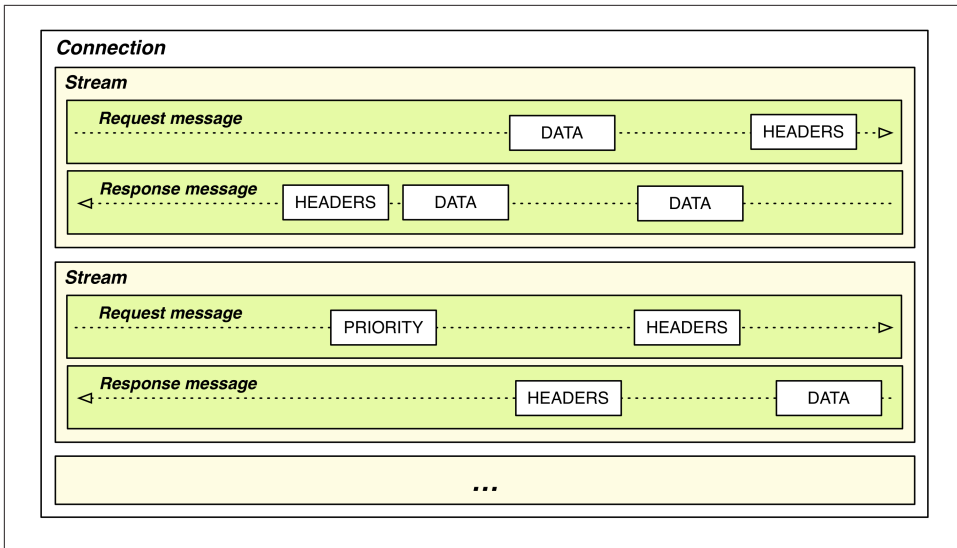 Connection
Stream
Request message
DATA HEADERS
Response message
HEADERS DATA DATA
Stream
Request message
PRIORITY HEADERS
Response message
HEADERS DATA
...